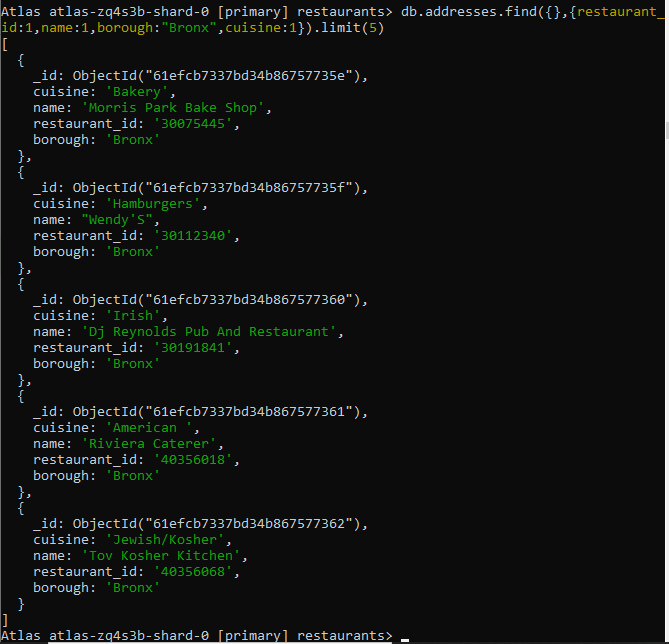 Atlas atlas-zq4s3b-shard-0 [primary] restaurants> db.addresses.find({},{restaurant_
id:1,name:1,borough:"Bronx",cuisine:1}).limit(5)
[
  {
    _id: ObjectId("61efcb7337bd34b86757735e"),
    cuisine: 'Bakery',
    name: 'Morris Park Bake Shop',
    restaurant_id: '30075445',
    borough: 'Bronx'
  },
  {
    _id: ObjectId("61efcb7337bd34b86757735f"),
    cuisine: 'Hamburgers',
    name: "Wendy'S",
    restaurant_id: '30112340',
    borough: 'Bronx'
  },
  {
    _id: ObjectId("61efcb7337bd34b867577360"),
    cuisine: 'Irish',
    name: 'Dj Reynolds Pub And Restaurant',
    restaurant_id: '30191841',
    borough: 'Bronx'
  },
  {
    _id: ObjectId("61efcb7337bd34b867577361"),
    cuisine: 'American ',
    name: 'Riviera Caterer',
    restaurant_id: '40356018',
    borough: 'Bronx'
  },
  {
    _id: ObjectId("61efcb7337bd34b867577362"),
    cuisine: 'Jewish/Kosher',
    name: 'Tov Kosher Kitchen',
    restaurant_id: '40356068',
    borough: 'Bronx'
  }
]
Atlas atlas-zq4s3b-shard-0 [primary] restaurants>